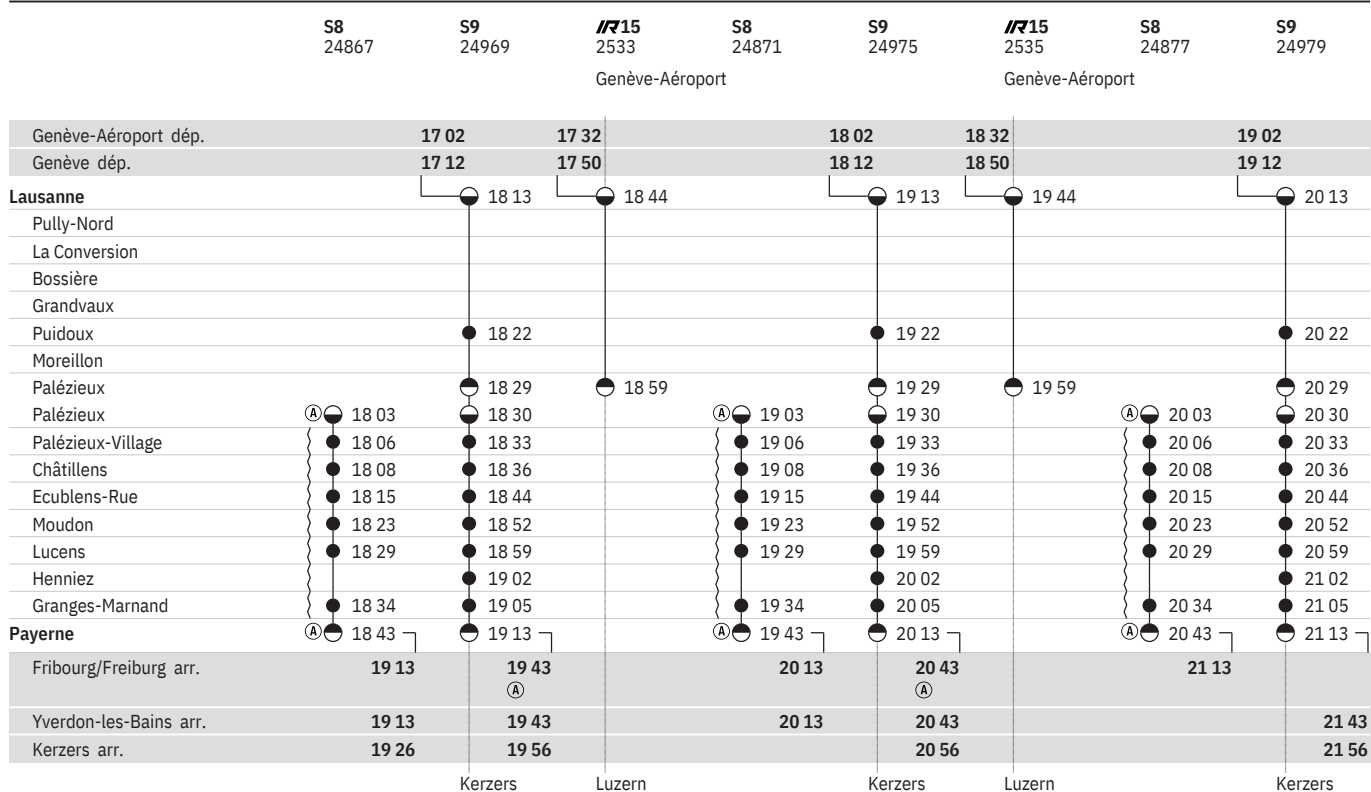 S8 S9 IR15 S8 S9 IR15 S8 S9
24867 24969 2533 24871 24975 2535 24877 24979
Genève-Aéroport Genève-Aéroport
Genève-Aéroport dép. 17 02 17 32 18 02 18 32 19 02
Genève dép. 17 12 17 50 18 12 18 50 19 12
Lausanne 18 13 18 44 19 13 19 44 20 13
Pully-Nord
La Conversion
Bossière
Grandvaux
Puidoux 18 22 19 22 20 22
Moreillon
Palézieux 18 29 18 59 19 29 19 59 20 29
Palézieux A 18 03 18 30 A 19 03 19 30 A 20 03 20 30
Palézieux-Village 18 06 18 33 19 06 19 33 20 06 20 33
Châtillens 18 08 18 36 19 08 19 36 20 08 20 36
Ecublens-Rue 18 15 18 44 19 15 19 44 20 15 20 44
Moudon 18 23 18 52 19 23 19 52 20 23 20 52
Lucens 18 29 18 59 19 29 19 59 20 29 20 59
Henniez 19 02 20 02 21 02
Granges-Marnand 18 34 19 05 19 34 20 05 20 34 21 05
Payerne A 18 43 19 13 A 19 43 20 13 A 20 43 21 13
Fribourg/Freiburg arr. 19 13 19 43 20 13 20 43 21 13
A A
Yverdon-les-Bains arr. 19 13 19 43 20 13 20 43 21 43
Kerzers arr. 19 26 19 56 20 56 21 56
Kerzers Luzern Kerzers Luzern Kerzers